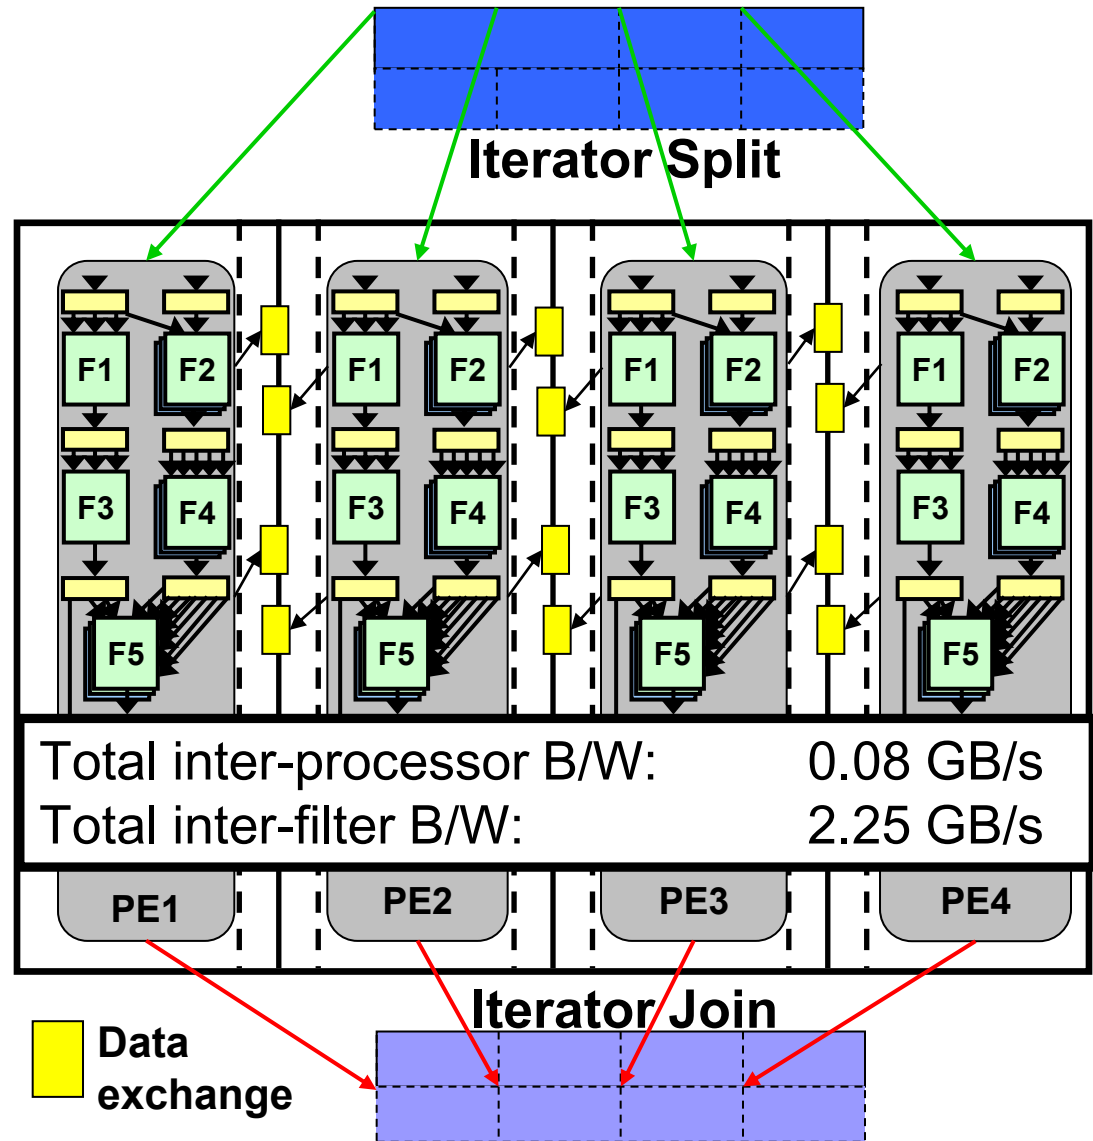 Iterator Split
F1 F2 F1 F2 F1 F2 F1 F2
F3 F4 F3 F4 F3 F4 F3 F4
F5 F5 F5 F5
Total inter-processor B/W: 0.08 GB/s
Total inter-filter B/W: 2.25 GB/s
PE1 PE2 PE3 PE4
Iterator Join
Data
exchange